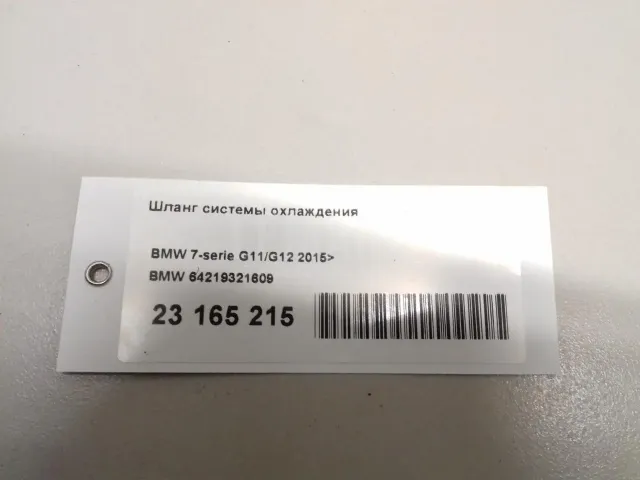 Шланг системы охлаждения
BMW 7-serie G11/G12 2015>
BMW 64219321609
23 165 215